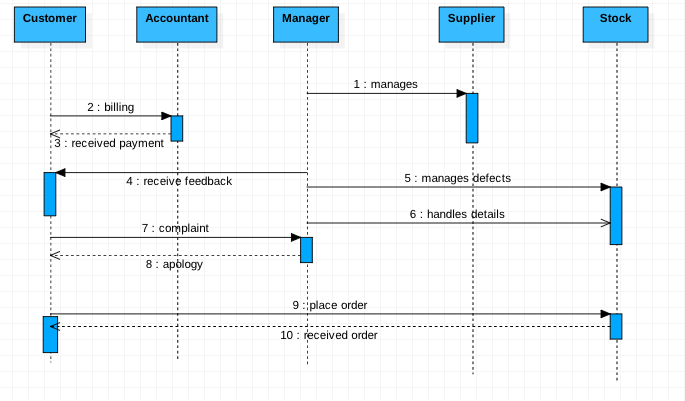 Customer
Accountant
Manager
Supplier
Stock
1 : manages
2 : billing
3 : received payment
4 : receive feedback
5 : manages defects
6 : handles details
7 : complaint
8 : apology
9 : place order
10 : received order